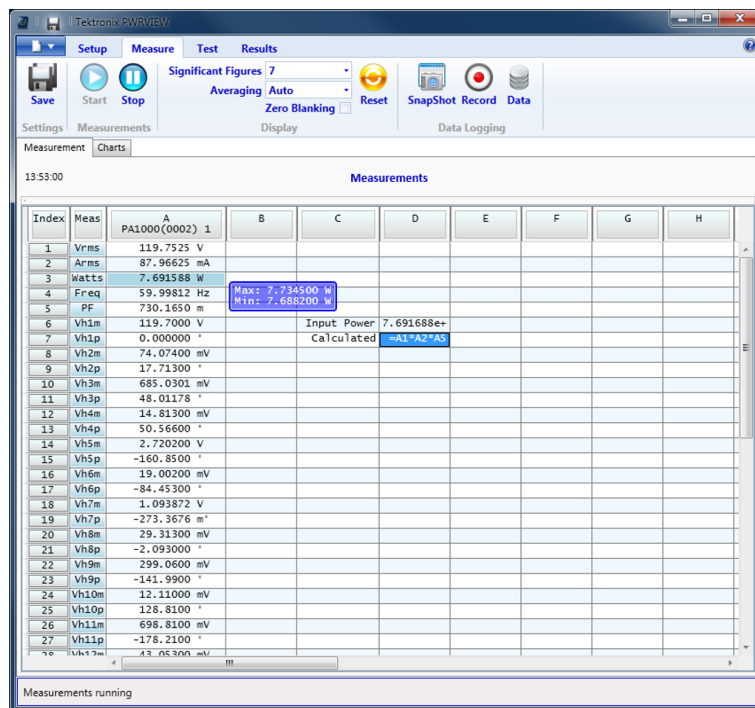 Tektronix PWRVIEW
Setup Measure Test Results
Significant Figures 7
Averaging Auto
Zero Blanking
Save Start Stop Reset SnapShot Record Data
Settings Measurements Display Data Logging
Measurement Charts
13:53:00 Measurements
Index Meas A B C D E F G H
PA1000(0002) 1
1 Vrms 119.7525 V
2 Arms 87.96625 mA
3 Watts 7.691588 W
Max: 7.734500 W
4 Freq 59.99812 Hz
Min: 7.688200 W
5 PF 730.1650 m
6 Vh1m 119.7000 V Input Power 7.691688e+
7 Vh1p 0.000000 ° Calculated =A1*A2*A5
8 Vh2m 74.07400 mV
9 Vh2p 17.71300 °
10 Vh3m 685.0301 mV
11 Vh3p 48.01178 °
12 Vh4m 14.81300 mV
13 Vh4p 50.56600 °
14 Vh5m 2.720200 V
15 Vh5p -160.8500 °
16 Vh6m 19.00200 mV
17 Vh6p -84.45300 °
18 Vh7m 1.093872 V
19 Vh7p -273.3676 m°
20 Vh8m 29.31300 mV
21 Vh8p -2.093000 °
22 Vh9m 299.0600 mV
23 Vh9p -141.9900 °
24 Vh10m 12.11000 mV
25 Vh10p 128.8100 °
26 Vh11m 698.8100 mV
27 Vh11p -178.2100 °
28 Vh12m 43.05300 mV
Measurements running